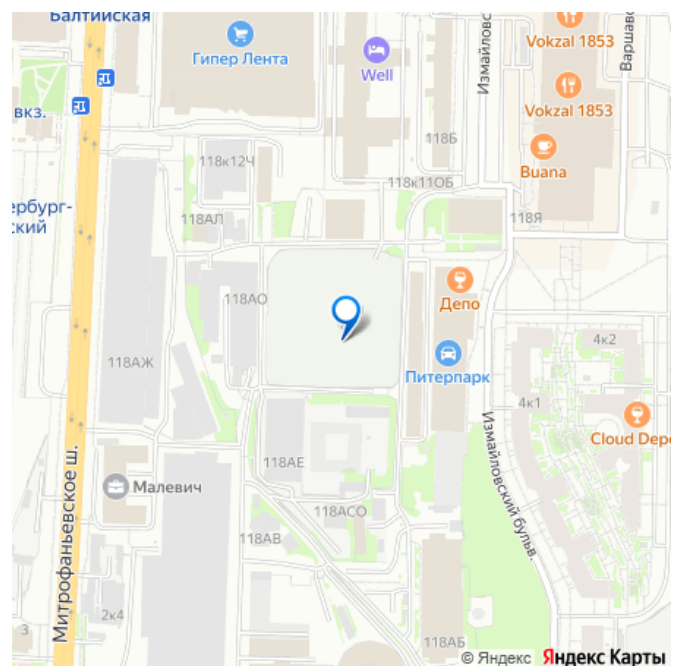 Балтийская
Гипер Лента
Well
Измайловс
Варшавс
Vokzal 1853
Vokzal 1853
Buana
вкз.
118Б
118к12Ч
118к11ОБ
118Я
ербург-
ский
118АЛ
118АО
Депо
4к2
118АЖ
Питерпарк
4к1
Cloud Depo
Измайловский бульв.
Митрофаньевское ш.
118АЕ
Малевич
118АСО
118АВ
2к4
3
118АБ
© Яндекс Яндекс Карты